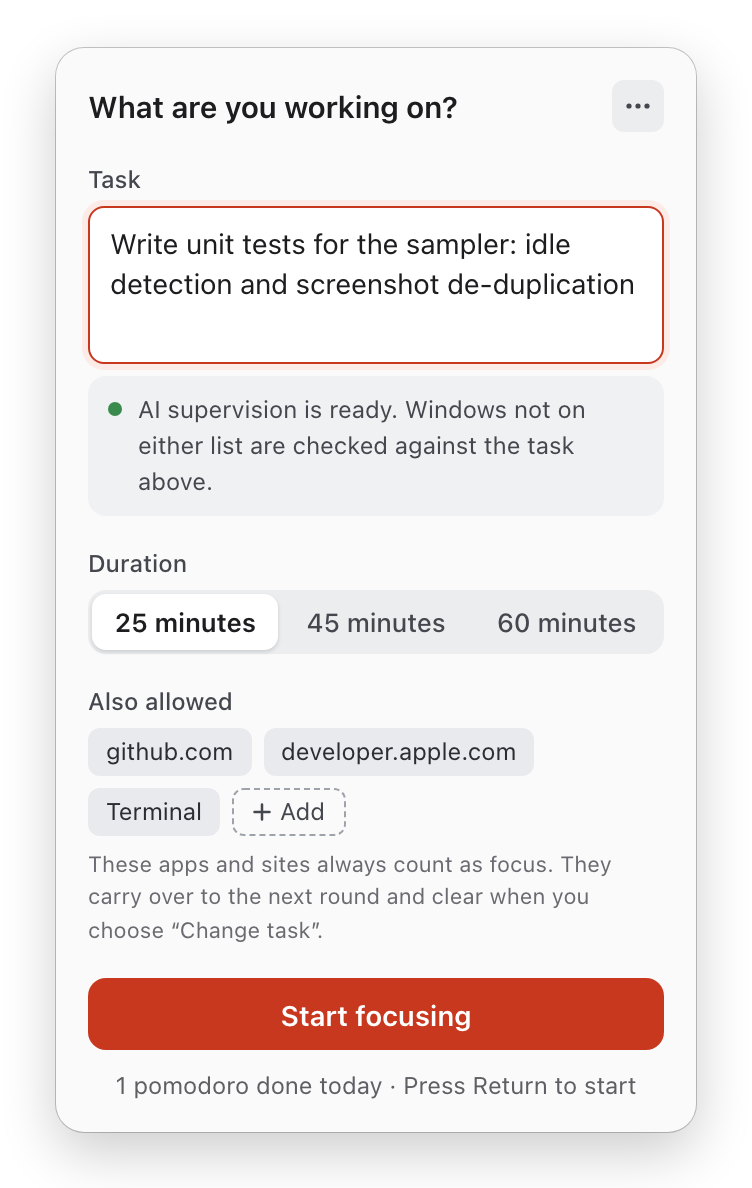 What are you working on?
Task
Write unit tests for the sampler: idle
detection and screenshot de-duplication
AI supervision is ready. Windows not on
either list are checked against the task
above.
Duration
25 minutes 45 minutes 60 minutes
Also allowed
github.com developer.apple.com
Terminal + Add
These apps and sites always count as focus. They
carry over to the next round and clear when you
choose “Change task”.
Start focusing
1 pomodoro done today · Press Return to start